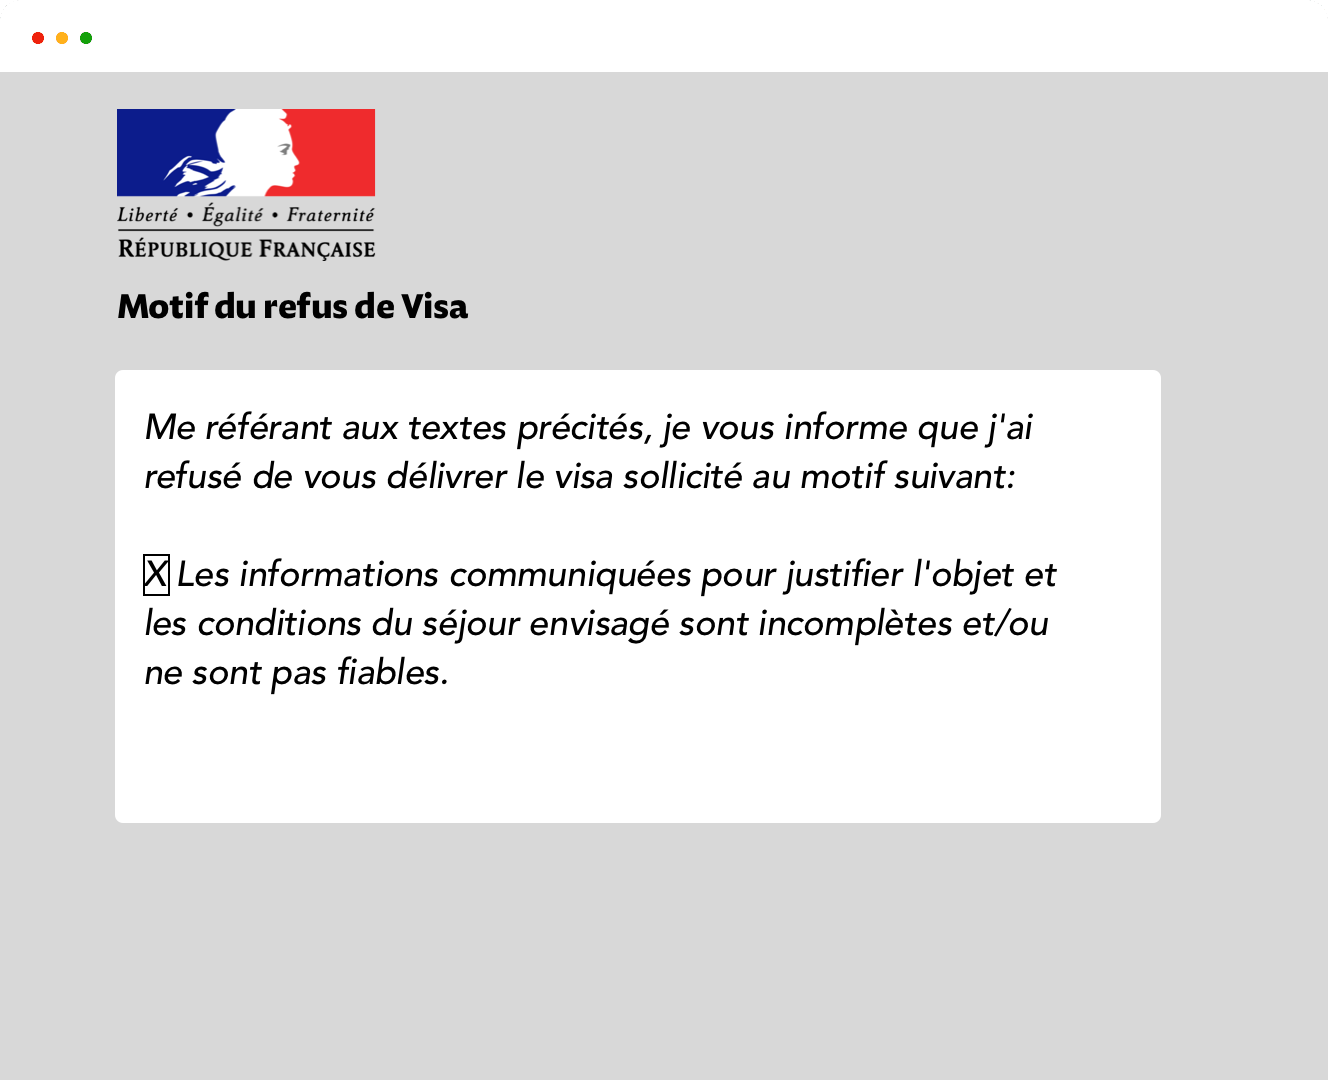 Liberté • Égalité • Fraternité
RÉPUBLIQUE FRANÇAISE
Motif du refus de Visa
Me référant aux textes précités, je vous informe que j'ai
refusé de vous délivrer le visa sollicité au motif suivant:
X Les informations communiquées pour justifier l'objet et
les conditions du séjour envisagé sont incomplètes et/ou
ne sont pas fiables.